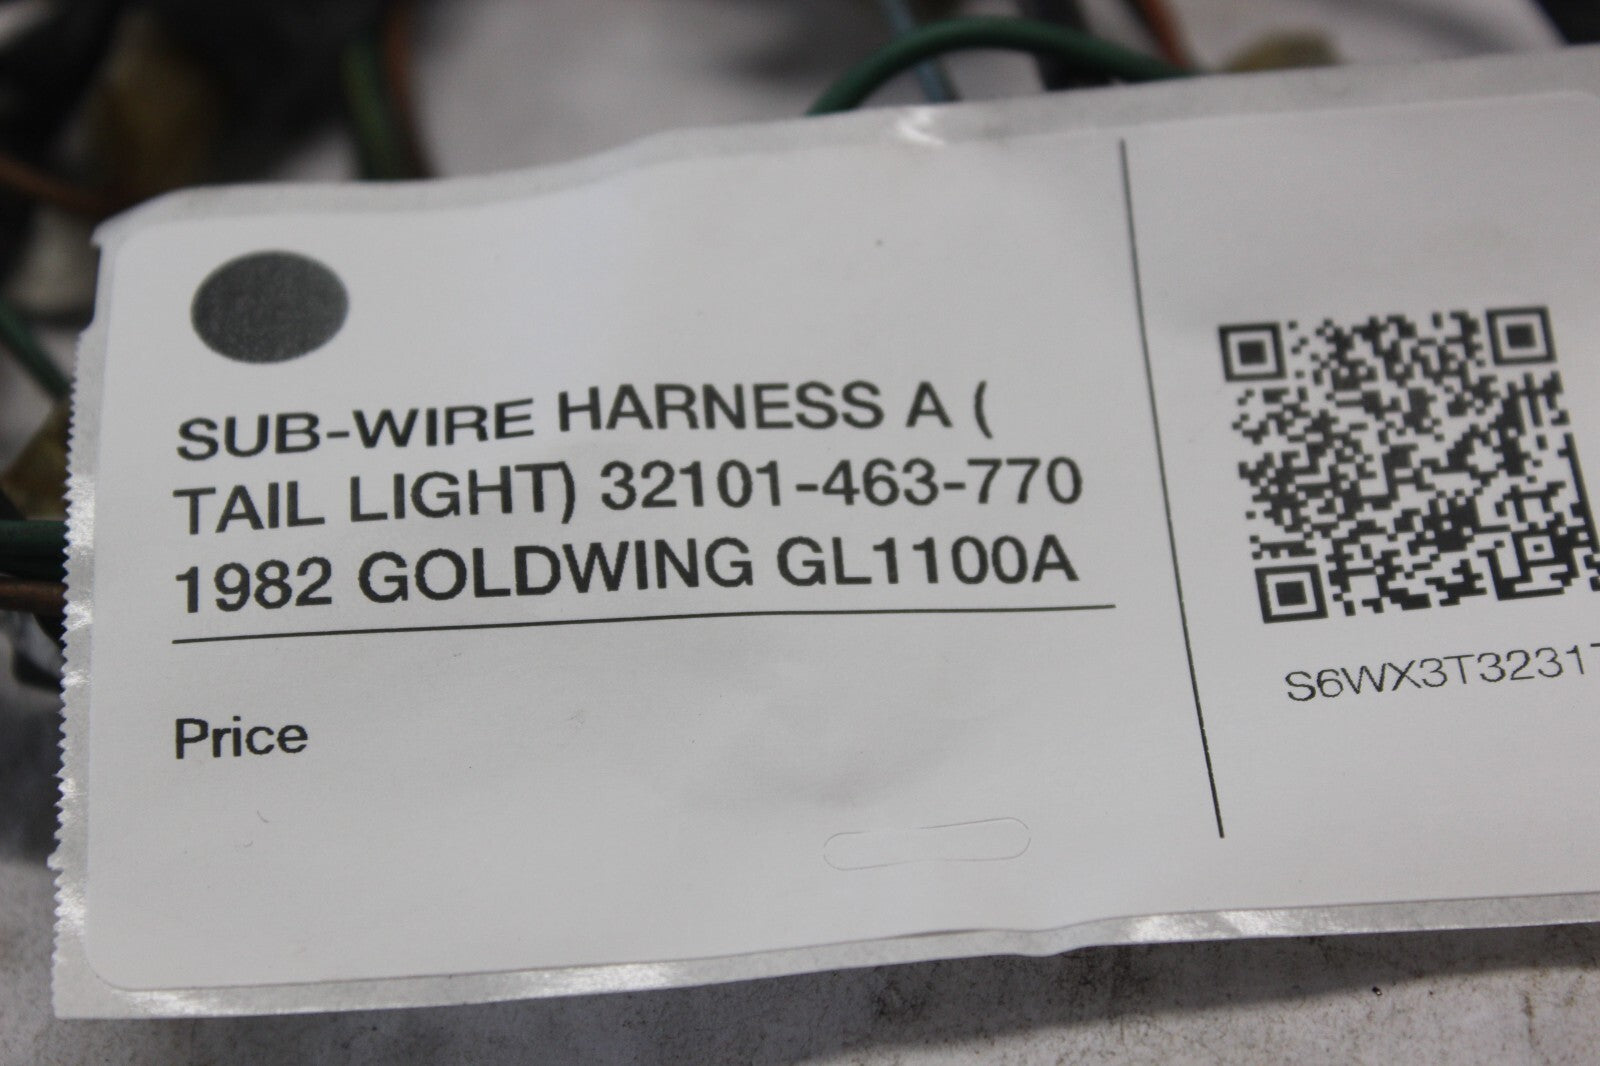 SUB-WIRE HARNESS A (
TAIL LIGHT) 32101-463-770
1982 GOLDWING GL1100A
Price
S6WX3T3231